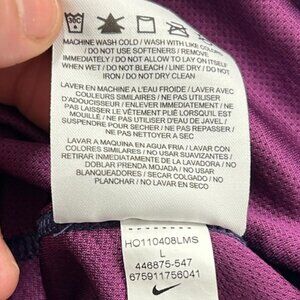 30C
MACHINE WASH COLD / WASH WITH LIKE COLORS
/ DO NOT USE SOFTENERS / REMOVE
IMMEDIATELY / DO NOT ALLOW TO LAY ON ITSELF
WHEN WET / DO NOT BLEACH / LINE DRY / DO NOT
IRON / DO NOT DRY CLEAN
LAVER EN MACHINE A L'EAU FROIDE / LAVER AVEC
COULEURS SIMILAIRES / NE PAS UTILISER
D'ADOUCISSEUR / ENLEVER IMMEDIATEMENT / NE
PAS LAISSER LE VÊTEMENT PLIÉ LORSQU'IL EST
MOUILLÉ / NE PAS UTILISER D'EAU DE JAVEL /
SUSPENDRE POUR SÉCHER / NE PAS REPASSER /
NE PAS NETTOYER A SEC
LAVAR A MAQUINA EN AGUA FRIA / LAVAR CON
COLORES SIMILARES / NO USAR SUAVIZANTES /
RETIRAR INMEDIATAMENTE DE LA LAVADORA / NO
DOBLAR PRENDA MOJADA / NO USAR
BLANQUEADORES / SECAR COLGADO / NO
PLANCHAR / NO LAVAR EN SECO
HO110408LMS
L
446875-547
675911756041